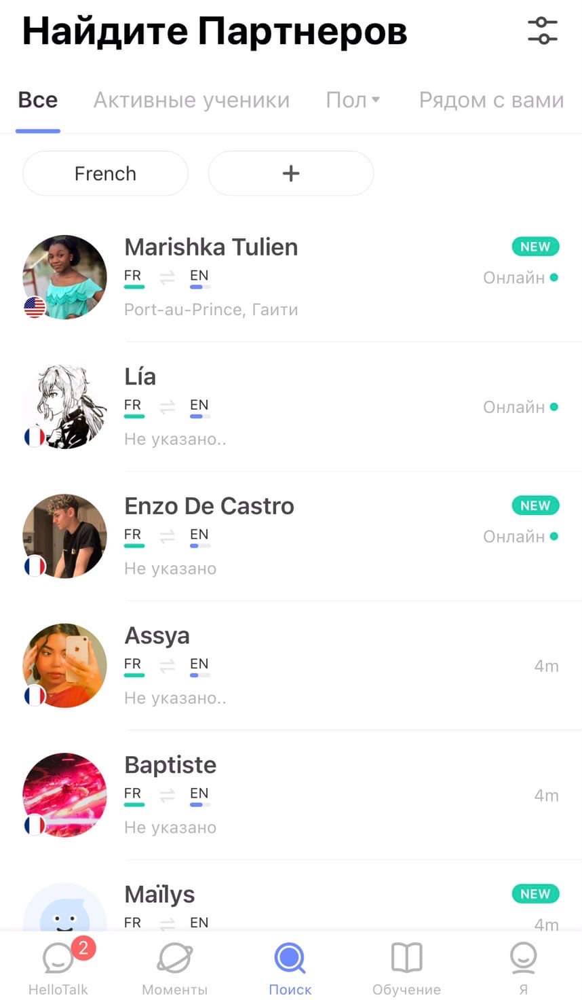 Найдите Партнеров
Все Активные ученики Пол Рядом с вами
French +
Marishka Tulien NEW
FR EN Онлайн
Port-au-Prince, Гаити
Lía
FR EN Онлайн
Не указано..
Enzo De Castro NEW
FR EN Онлайн
Не указано
Assya
FR EN 4m
Не указано..
Baptiste
FR EN 4m
Не указано
Maïlys NEW
FR EN 4m
2
HelloTalk Моменты Поиск Обучение Я